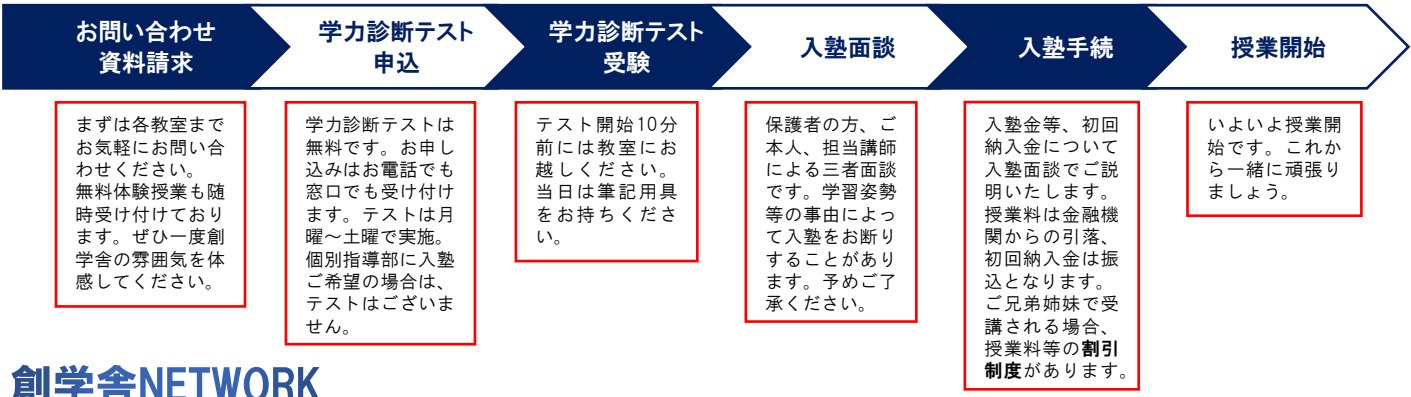 お問い合わせ
資料請求
学力診断テスト
申込
学力診断テスト
受験
入塾面談
入塾手続
授業開始
まずは各教室まで
お気軽にお問い合
わせください。
無料体験授業も随
時受け付けており
ます。ぜひ一度創
学舎の雰囲気を体
感してください。
学力診断テストは
無料です。お申し
込みはお電話でも
窓口でも受け付け
ます。テストは月
曜～土曜で実施。
個別指導部に入塾
ご希望の場合は、
テストはございま
せん。
テスト開始10分
前には教室にお
越しください。
当日は筆記用具
をお持ちくださ
い。
保護者の方、ご
本人、担当講師
による三者面談
です。学習姿勢
等の事由によっ
て入塾をお断り
することがあり
ます。予めご了
承ください。
入塾金等、初回
納入金について
入塾面談でご説
明いたします。
授業料は金融機
関からの引落、
初回納入金は振
込となります。
ご兄弟姉妹で受
講される場合、
授業料等の割引
制度があります。
いよいよ授業開
始です。これか
ら一緒に頑張り
ましょう。
創学舎NETWORK